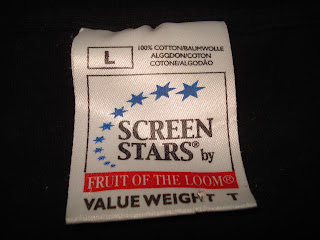 L
100% COTTON/BAUMWOLLE
ALGODON/COTON
COTONE/ALGODÃO
SCREEN
STARS® by
FRUIT OF THE LOOM®
VALUE WEIGHT T